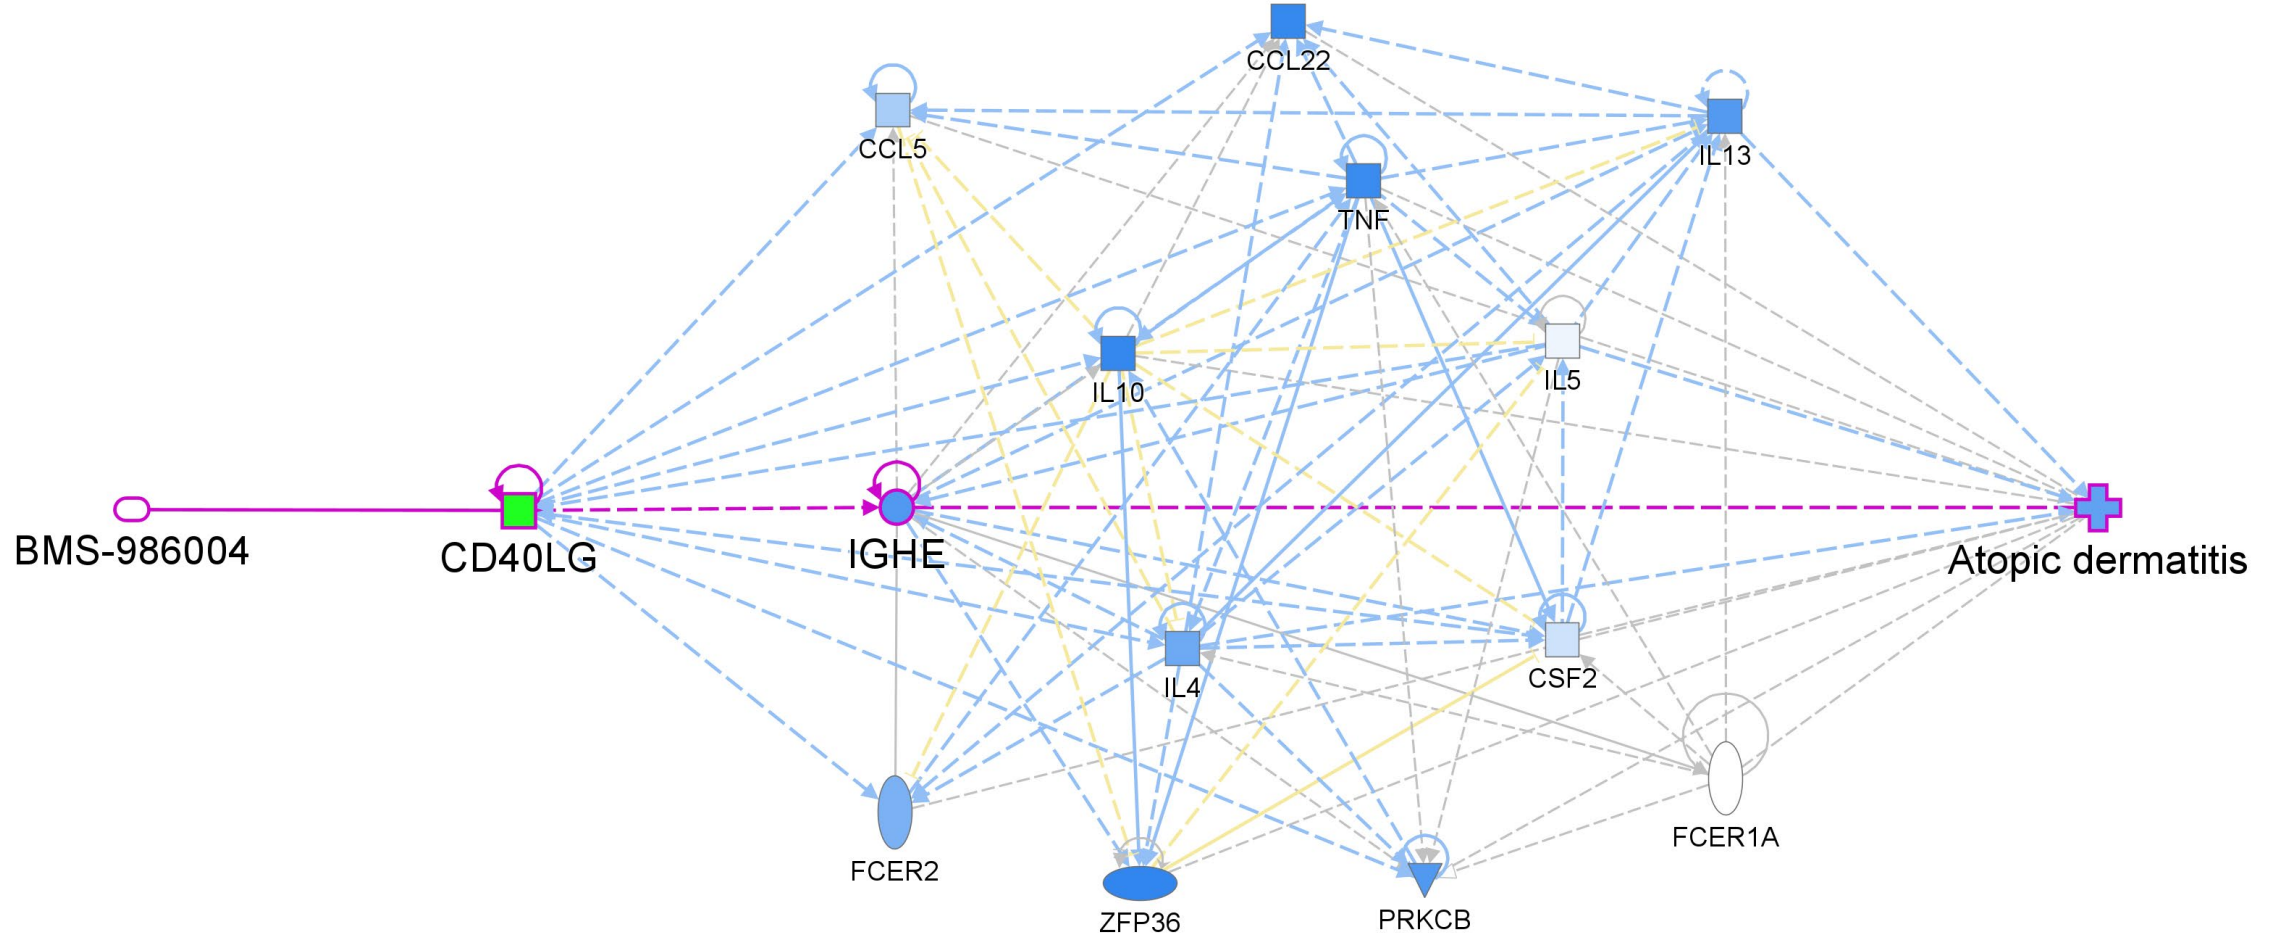 CCL22
CCL5
IL13
TNF
IL10
IL5
BMS-986004
CD40LG
IGHE
Atopic dermatitis
IL4
CSF2
FCER1A
FCER2
ZFP36
PRKCB